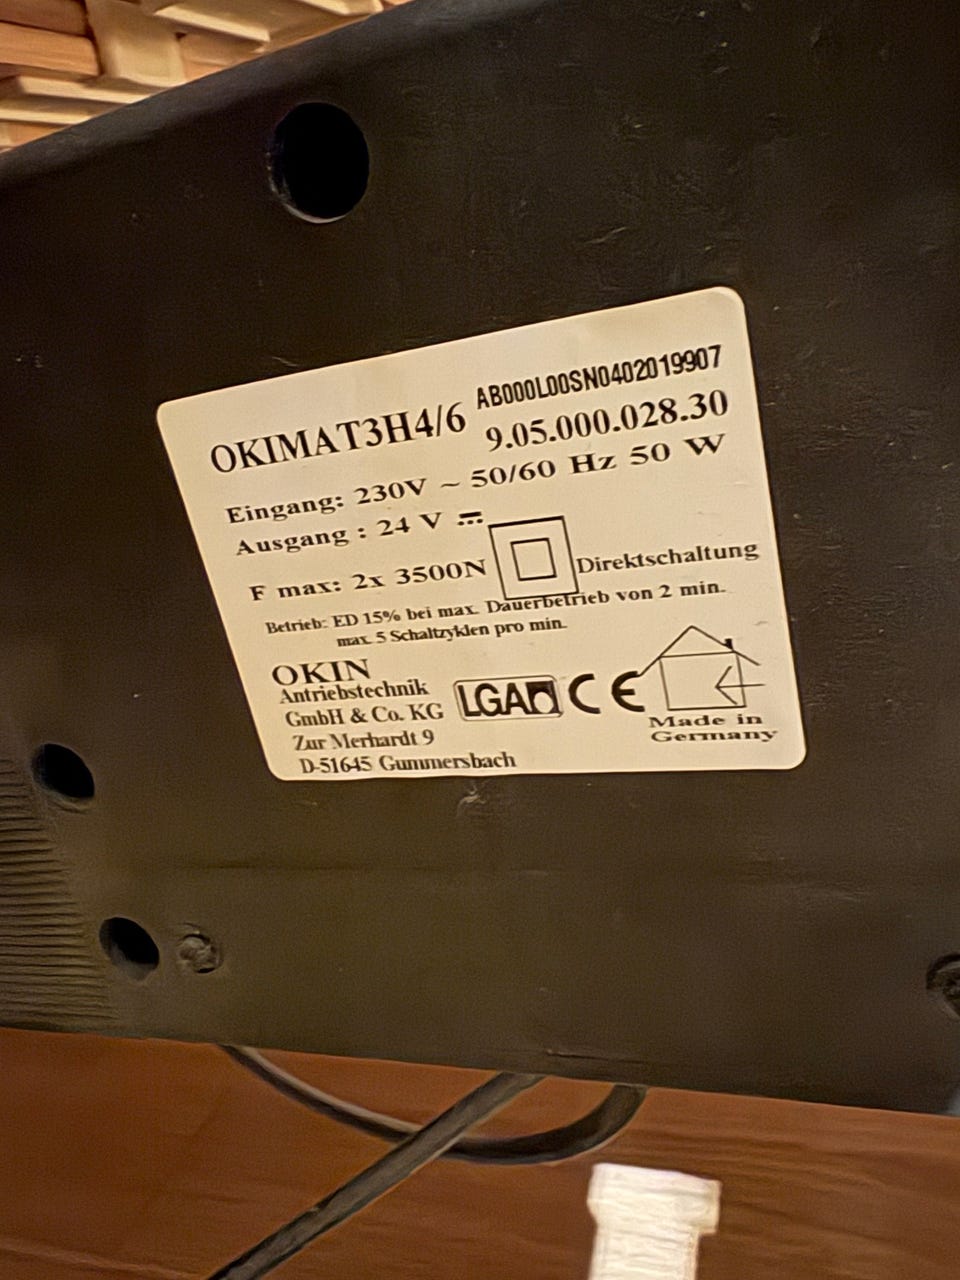 AB000L00SN0402019907
OKIMAT3H4/6 9.05.000.028.30
Eingang: 230V ~ 50/60 Hz 50 W
Ausgang : 24 V ⎓
F max: 2x 3500N Direktschaltung
Betrieb: ED 15% bei max. Dauerbetrieb von 2 min.
max. 5 Schaltzyklen pro min.
OKIN
Antriebstechnik
GmbH & Co. KG
Zur Merhardt 9
D-51645 Gummersbach
LGA CE
Made in
Germany